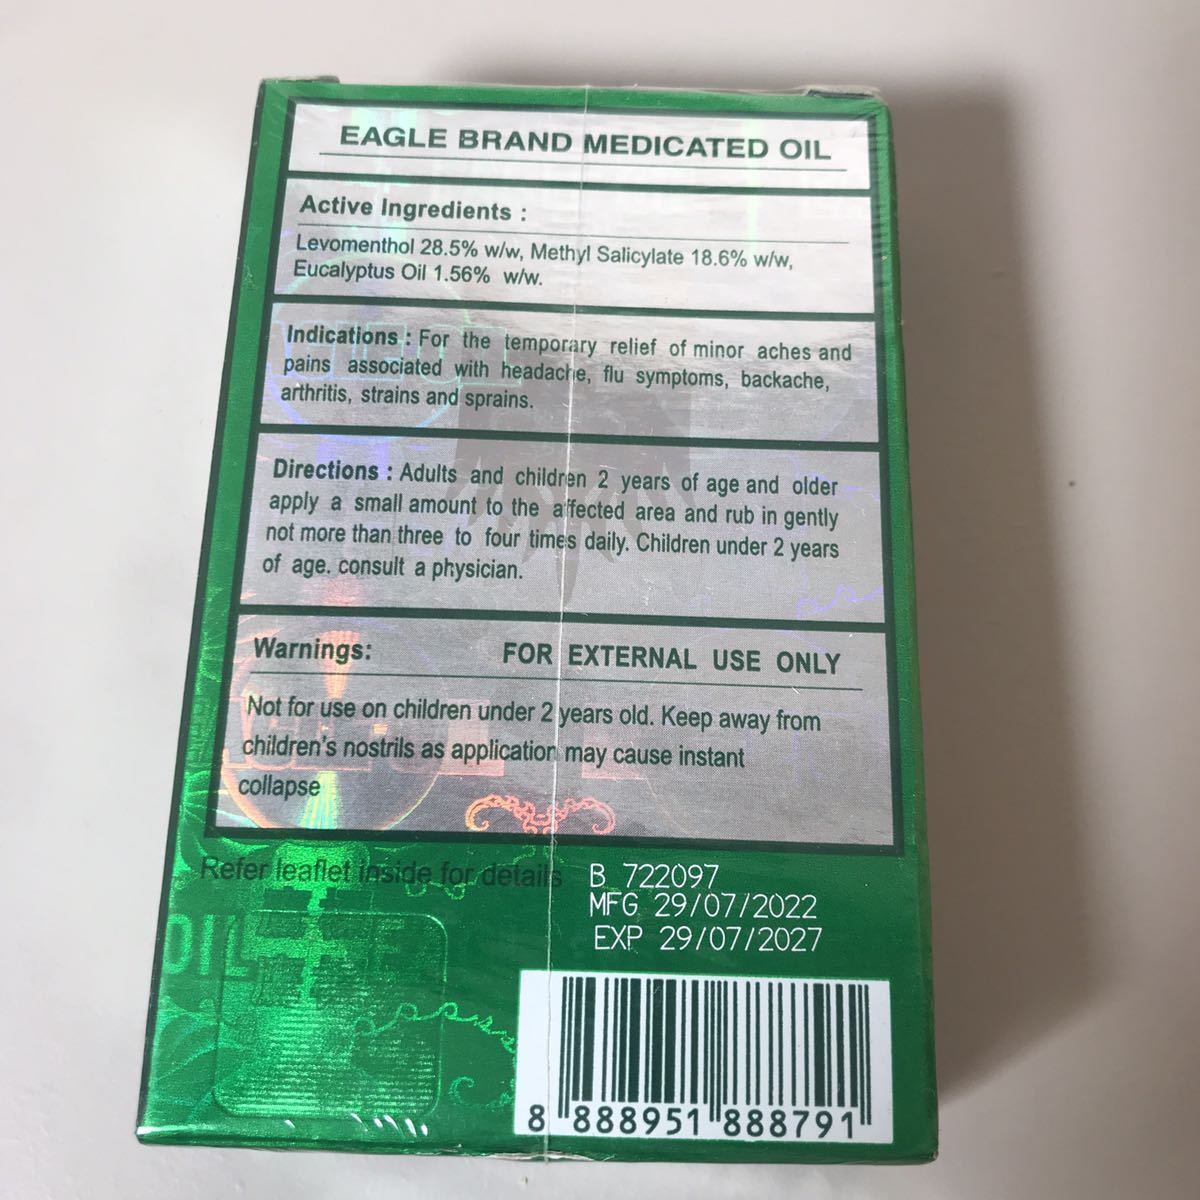 EAGLE BRAND MEDICATED OIL
Active Ingredients :
Levomenthol 28.5% w/w, Methyl Salicylate 18.6% w/w,
Eucalyptus Oil 1.56% w/w.
Indications : For the temporary relief of minor aches and
pains associated with headache, flu symptoms, backache,
arthritis, strains and sprains.
Directions : Adults and children 2 years of age and older
apply a small amount to the affected area and rub in gently
not more than three to four times daily. Children under 2 years
of age. consult a physician.
Warnings: FOR EXTERNAL USE ONLY
Not for use on children under 2 years old. Keep away from
children's nostrils as application may cause instant
collapse
Refer leaflet inside for details
B 722097
MFG 29/07/2022
EXP 29/07/2027
OIL
8 888951 888791